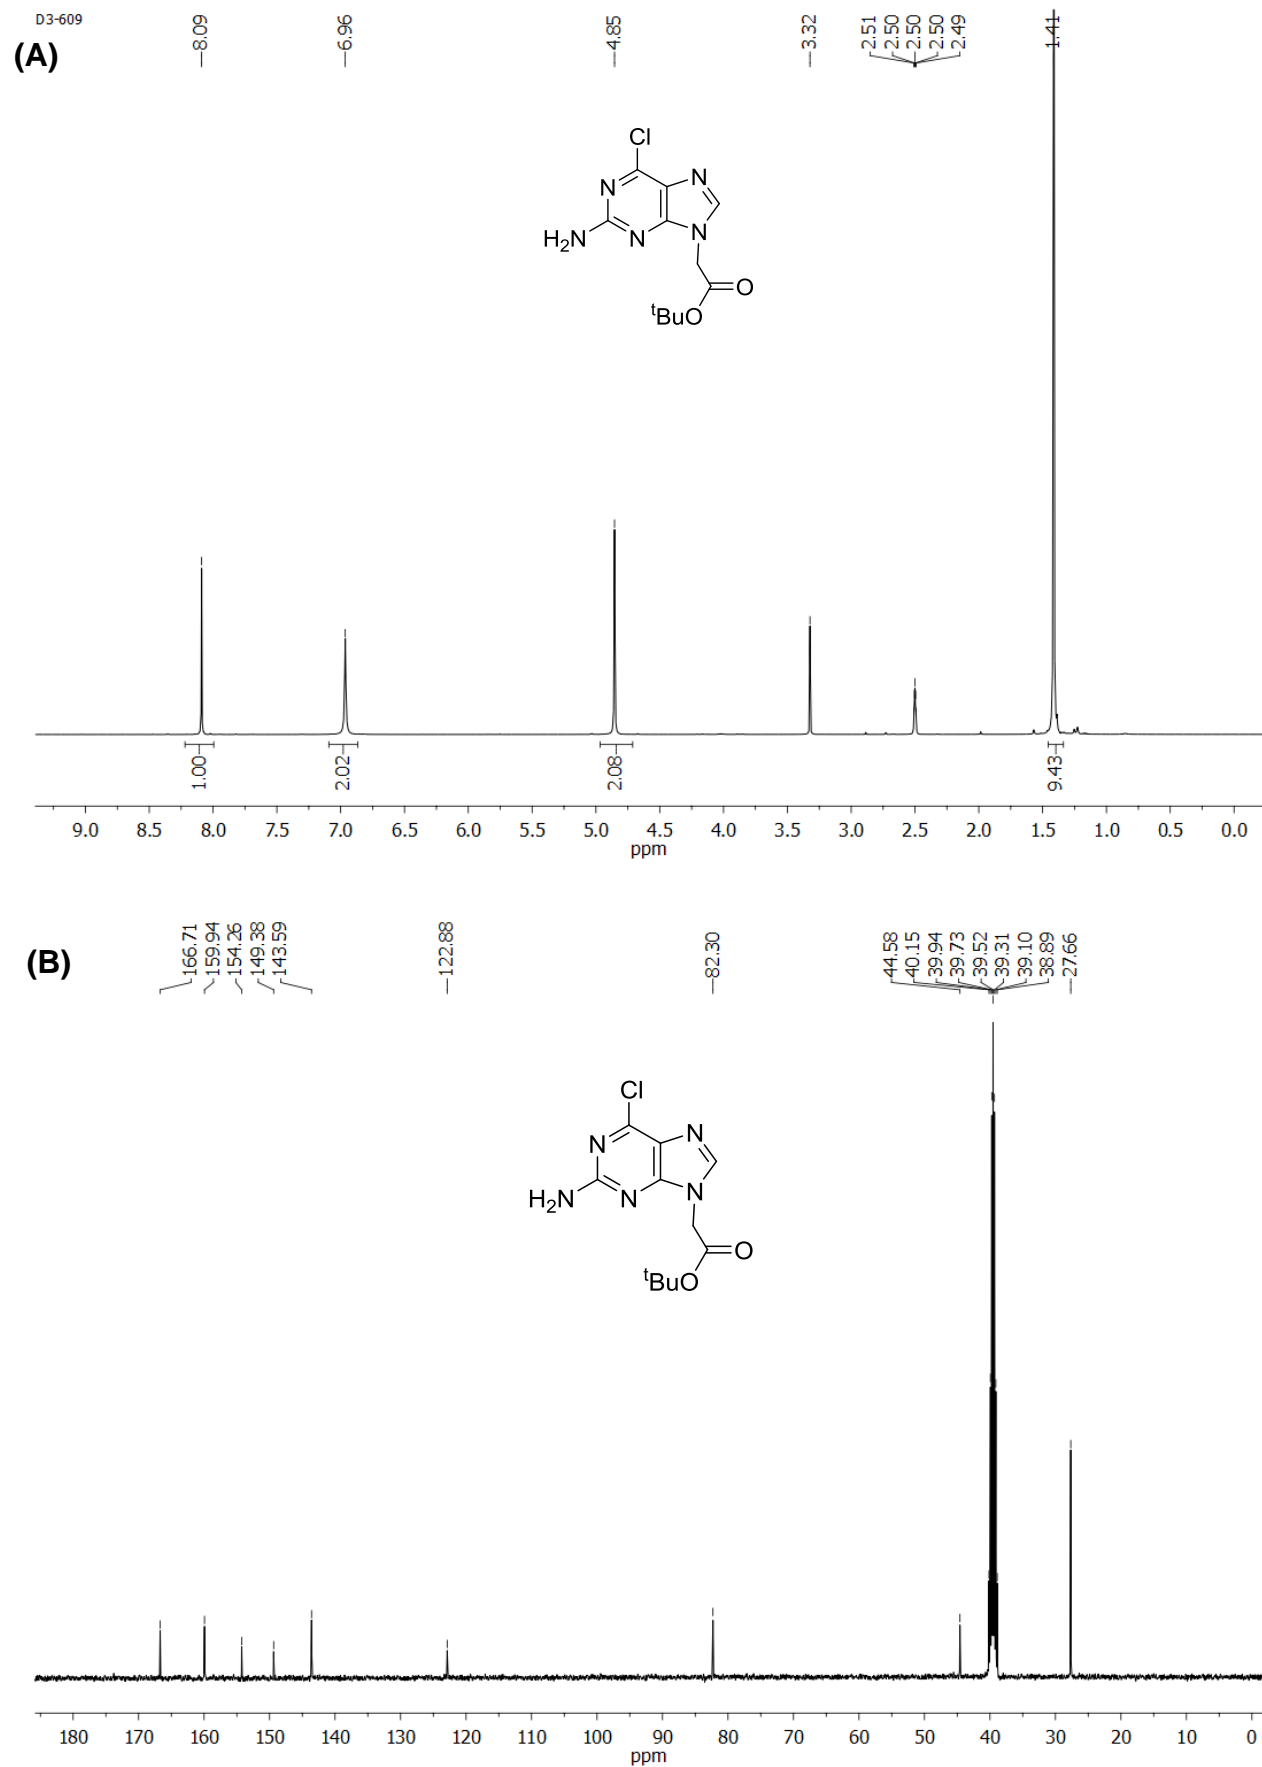 D3-609
(A)
8.09
6.96
4.85
3.32
2.51
2.50
2.50
2.50
2.49
1.41
Cl
N
N
H₂N
N
N
O
ᵗBuO
1.00
2.02
2.08
9.43
9.0 8.5 8.0 7.5 7.0 6.5 6.0 5.5 5.0 4.5 4.0 3.5 3.0 2.5 2.0 1.5 1.0 0.5 0.0
ppm
(B)
166.71
159.94
154.26
149.38
143.59
122.88
82.30
44.58
40.15
39.94
39.73
39.52
39.31
39.10
38.89
27.66
Cl
N
N
H₂N
N
N
O
ᵗBuO
180 170 160 150 140 130 120 110 100 90 80 70 60 50 40 30 20 10 0
ppm